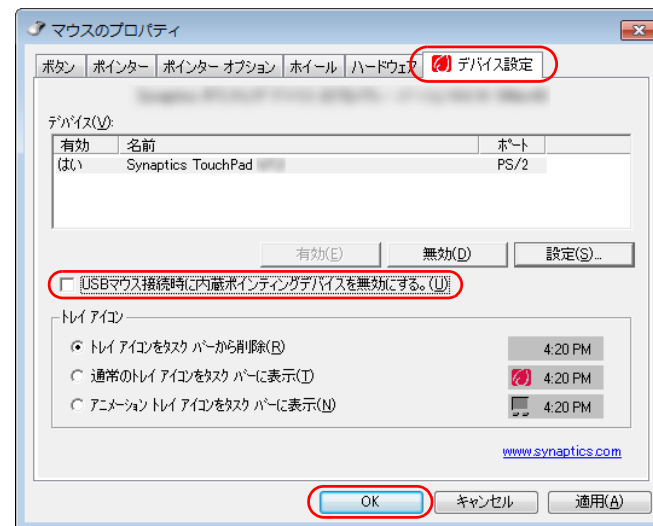 マウスのプロパティ
ボタン ポインター ポインター オプション ホイール ハードウェア デバイス設定
デバイス(V):
有効 名前 ポート
はい Synaptics TouchPad PS/2
有効(E) 無効(D) 設定(S)...
USBマウス接続時に内蔵ポインティングデバイスを無効にする。(U)
トレイ アイコン
トレイ アイコンをタスク バーから削除(R) 4:20 PM
通常のトレイ アイコンをタスク バーに表示(T) 4:20 PM
アニメーション トレイ アイコンをタスク バーに表示(N) 4:20 PM
www.synaptics.com
OK キャンセル 適用(A)